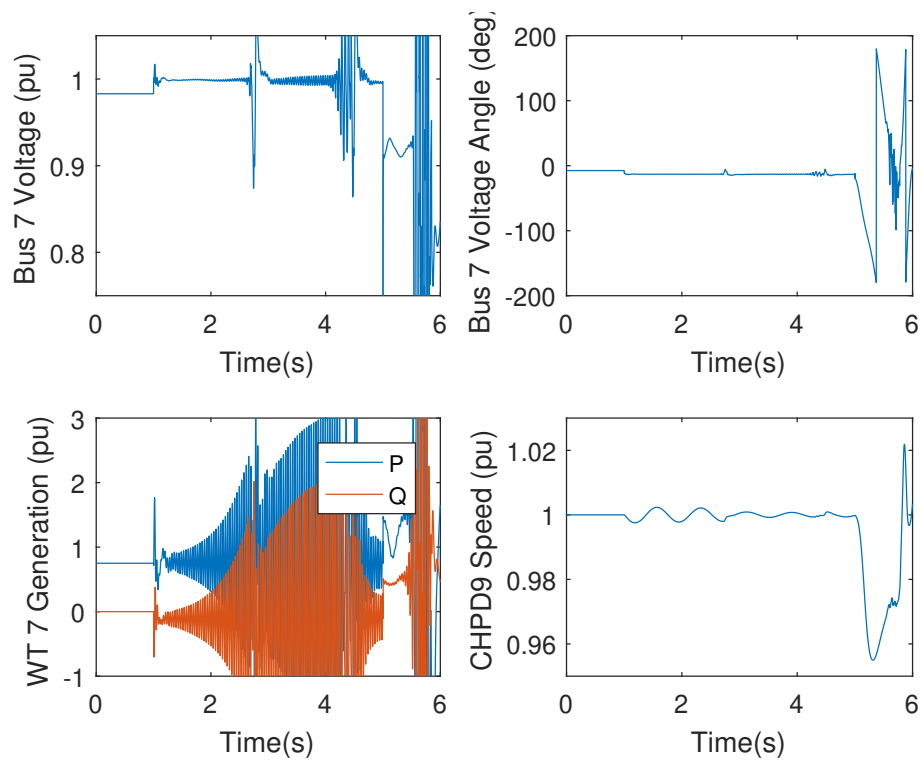 Bus 7 Voltage (pu)
1
0.9
0.8
0 2 4 6
Time(s)
Bus 7 Voltage Angle (deg)
200
100
0
-100
-200
0 2 4 6
Time(s)
WT 7 Generation (pu)
3
2
1
0
-1
P
Q
0 2 4 6
Time(s)
CHPD9 Speed (pu)
1.02
1
0.98
0.96
0 2 4 6
Time(s)